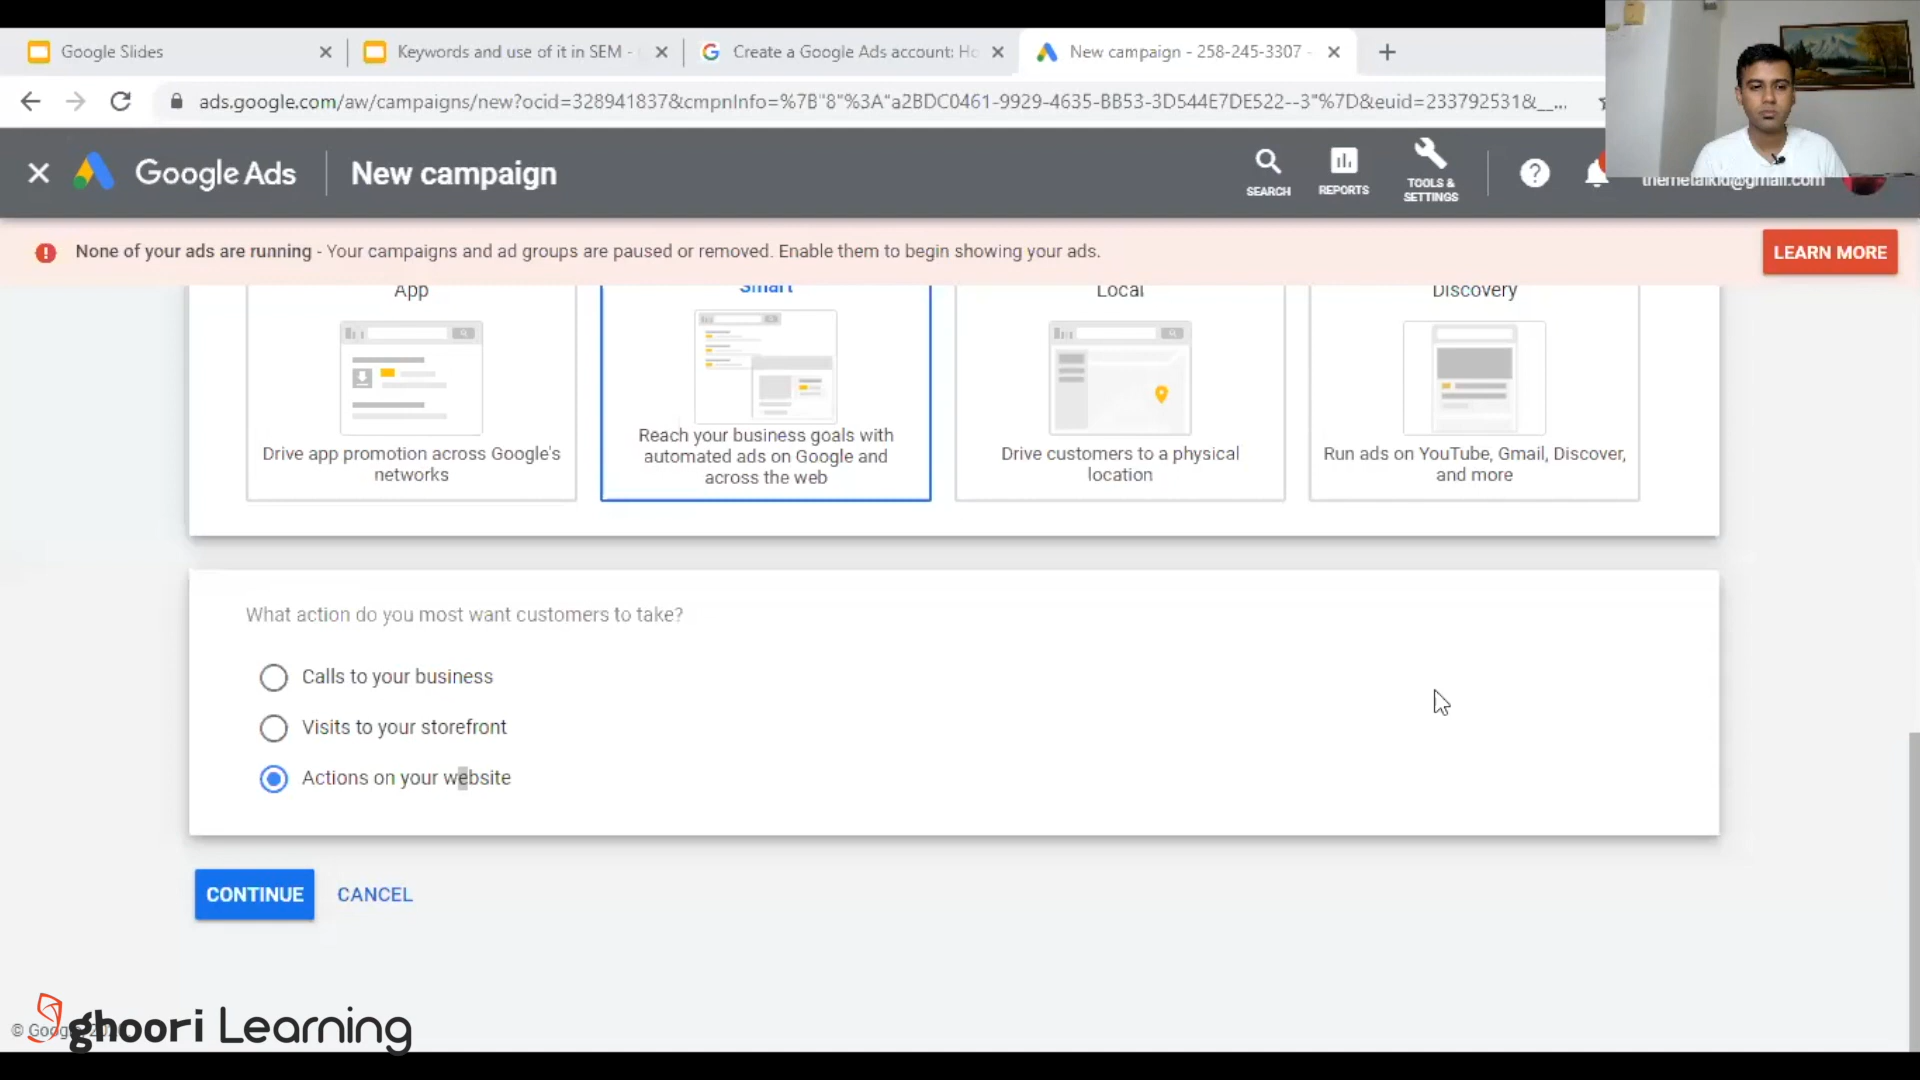 Google Slides
Keywords and use of it in SEM -
Create a Google Ads account: Ho
New campaign - 258-245-3307 -
ads.google.com/aw/campaigns/new?ocid=328941837&cmpnInfo=%7B"8"%3A"a2BDC0461-9929-4635-BB53-3D544E7DE522--3"%7D&euid=233792531&__...
Google Ads
New campaign
SEARCH
REPORTS
TOOLS &
SETTINGS
None of your ads are running - Your campaigns and ad groups are paused or removed. Enable them to begin showing your ads.
LEARN MORE
App
Drive app promotion across Google's
networks
Smart
Reach your business goals with
automated ads on Google and
across the web
Local
Drive customers to a physical
location
Discovery
Run ads on YouTube, Gmail, Discover,
and more
What action do you most want customers to take?
Calls to your business
Visits to your storefront
Actions on your website
CONTINUE
CANCEL
ghoori Learning